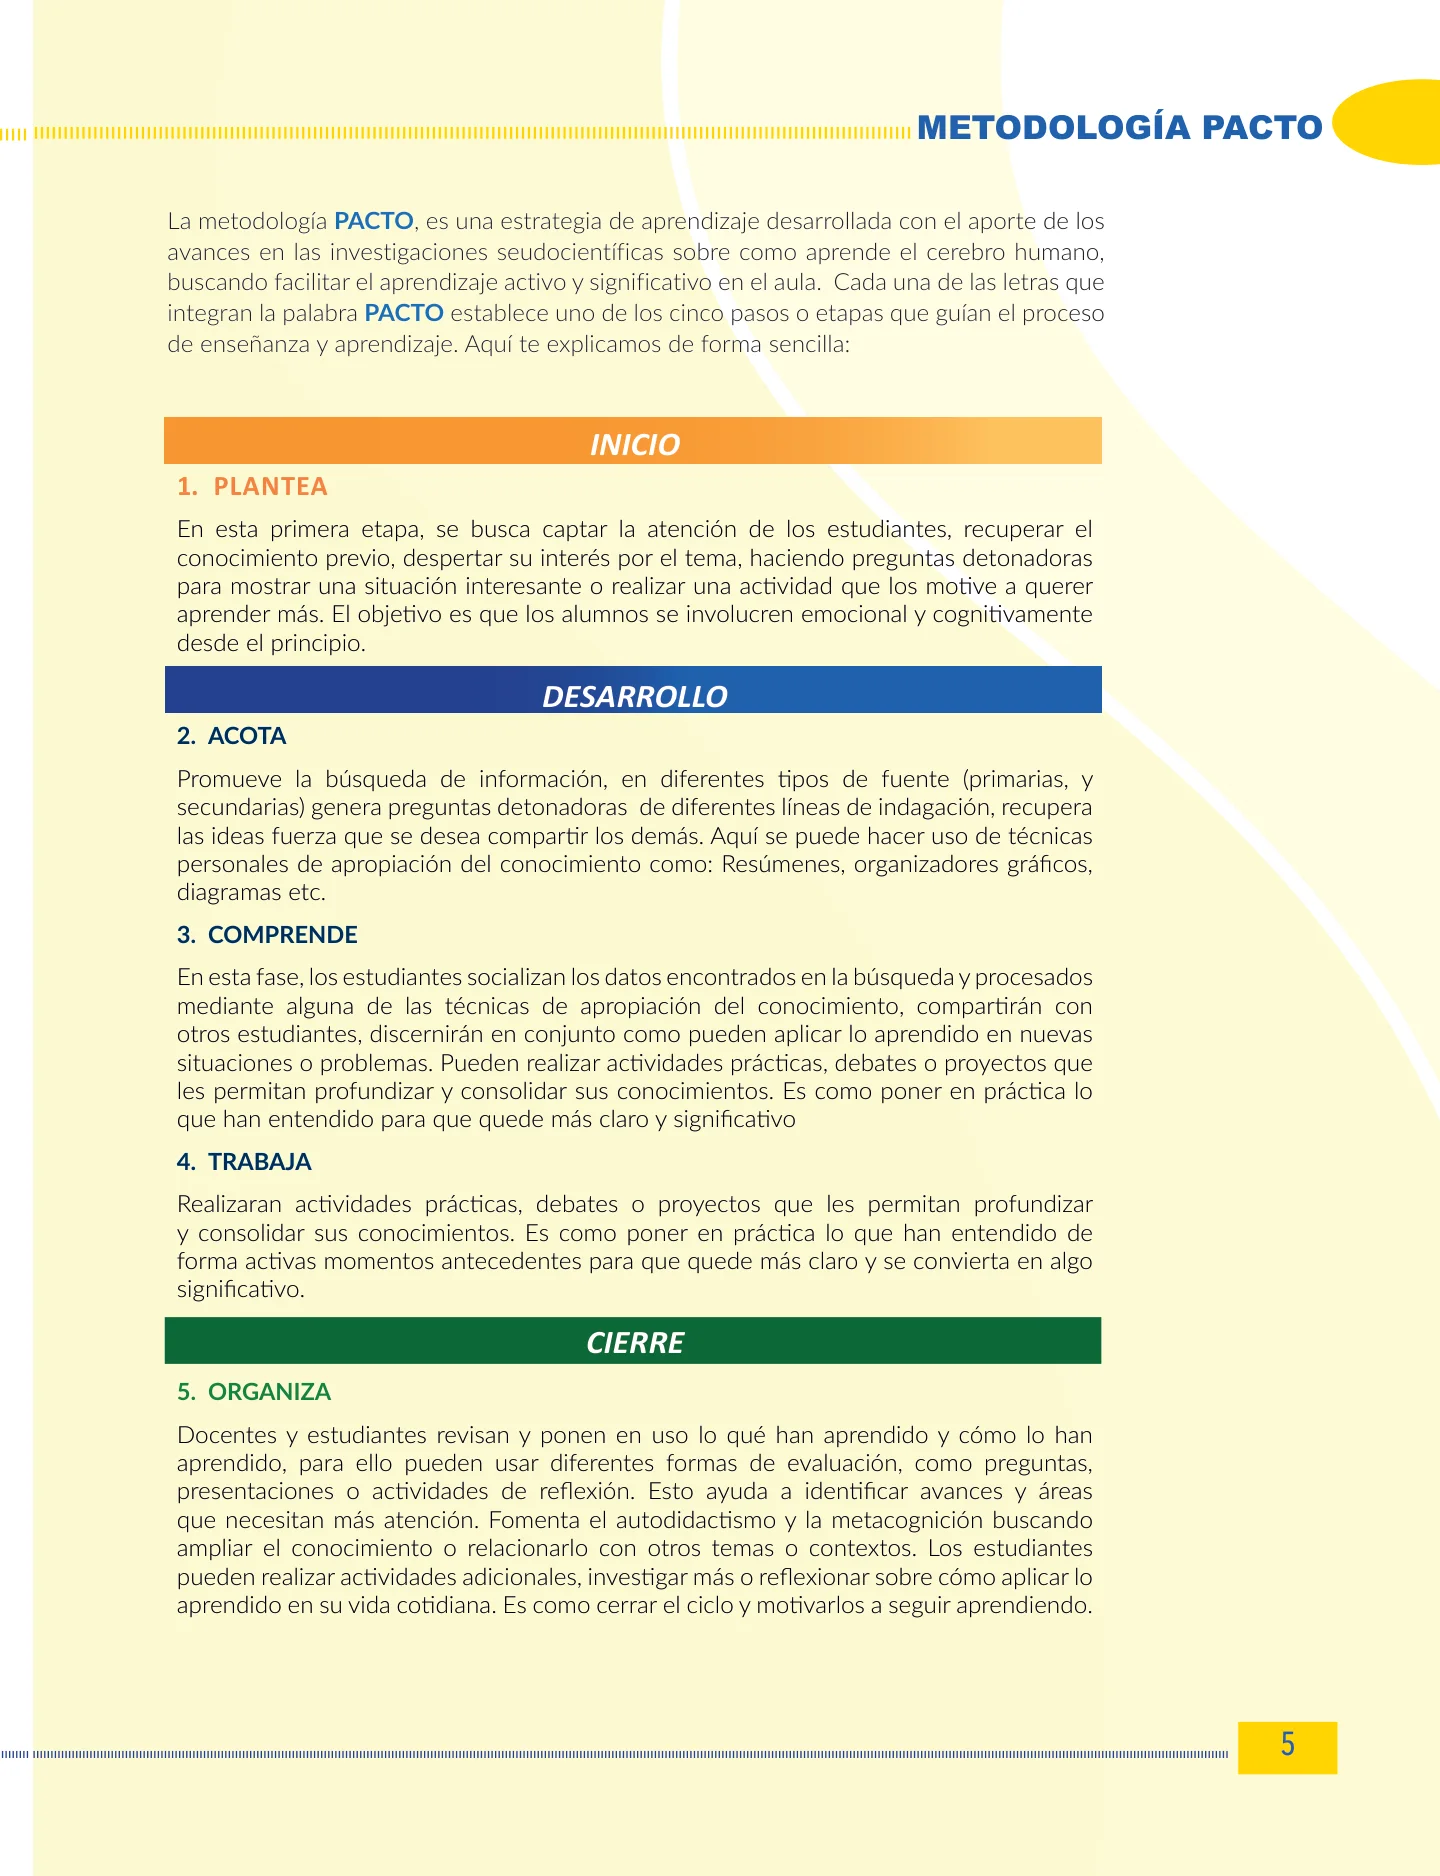 METODOLOGÍA PACTO
La metodología PACTO, es una estrategia de aprendizaje desarrollada con el aporte de los
avances en las investigaciones seudocientíficas sobre como aprende el cerebro humano,
buscando facilitar el aprendizaje activo y significativo en el aula.  Cada una de las letras que
integran la palabra PACTO establece uno de los cinco pasos o etapas que guían el proceso
de enseñanza y aprendizaje. Aquí te explicamos de forma sencilla:
INICIO
1. PLANTEA
En esta primera etapa, se busca captar la atención de los estudiantes, recuperar el
conocimiento previo, despertar su interés por el tema, haciendo preguntas detonadoras
para mostrar una situación interesante o realizar una actividad que los motive a querer
aprender más. El objetivo es que los alumnos se involucren emocional y cognitivamente
desde el principio.
DESARROLLO
2. ACOTA
Promueve la búsqueda de información, en diferentes tipos de fuente (primarias, y
secundarias) genera preguntas detonadoras  de diferentes líneas de indagación, recupera
las ideas fuerza que se desea compartir los demás. Aquí se puede hacer uso de técnicas
personales de apropiación del conocimiento como: Resúmenes, organizadores gráficos,
diagramas etc.
3. COMPRENDE
En esta fase, los estudiantes socializan los datos encontrados en la búsqueda y procesados
mediante alguna de las técnicas de apropiación del conocimiento, compartirán con
otros estudiantes, discernirán en conjunto como pueden aplicar lo aprendido en nuevas
situaciones o problemas. Pueden realizar actividades prácticas, debates o proyectos que
les permitan profundizar y consolidar sus conocimientos. Es como poner en práctica lo
que han entendido para que quede más claro y significativo
4. TRABAJA
Realizaran actividades prácticas, debates o proyectos que les permitan profundizar
y consolidar sus conocimientos. Es como poner en práctica lo que han entendido de
forma activas momentos antecedentes para que quede más claro y se convierta en algo
significativo.
CIERRE
5. ORGANIZA
Docentes y estudiantes revisan y ponen en uso lo qué han aprendido y cómo lo han
aprendido, para ello pueden usar diferentes formas de evaluación, como preguntas,
presentaciones o actividades de reflexión. Esto ayuda a identificar avances y áreas
que necesitan más atención. Fomenta el autodidactismo y la metacognición buscando
ampliar el conocimiento o relacionarlo con otros temas o contextos. Los estudiantes
pueden realizar actividades adicionales, investigar más o reflexionar sobre cómo aplicar lo
aprendido en su vida cotidiana. Es como cerrar el ciclo y motivarlos a seguir aprendiendo.
5